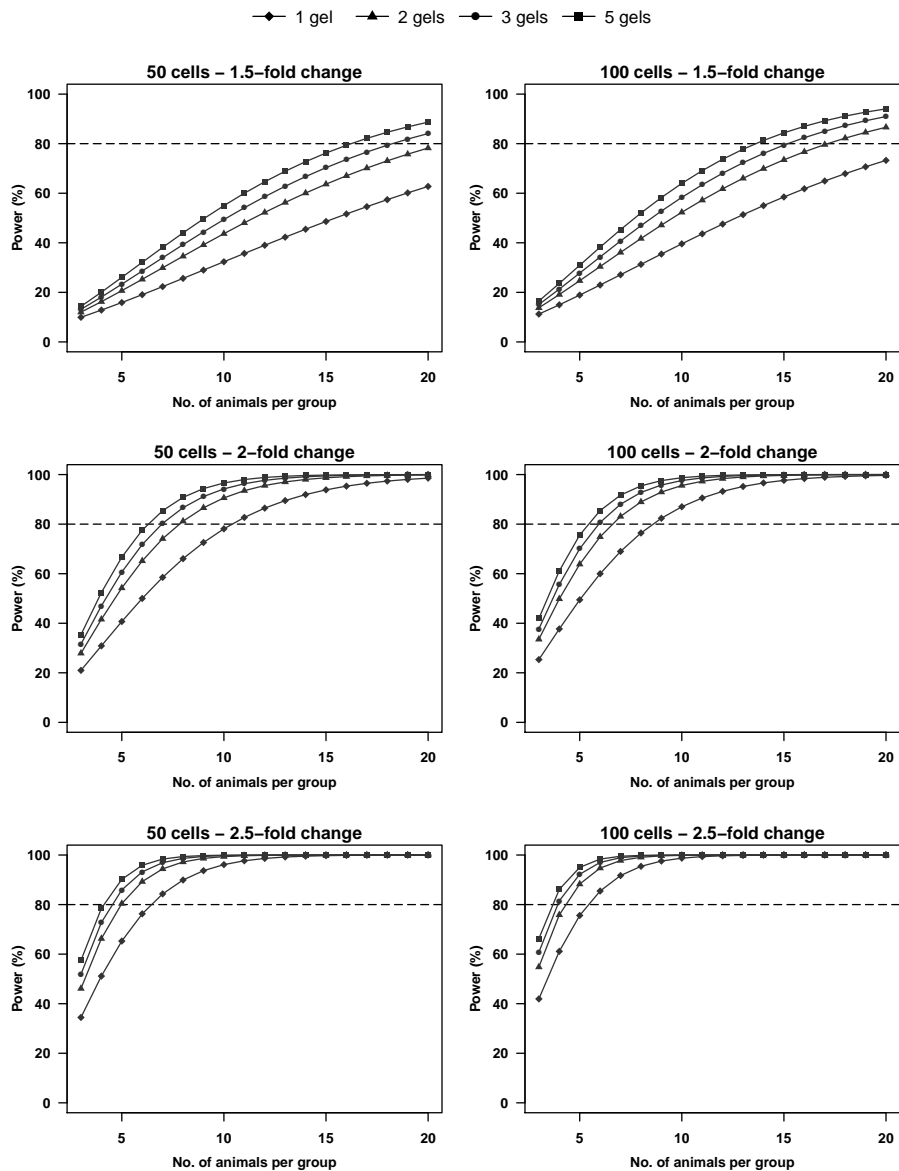 1 gel 2 gels 3 gels 5 gels
50 cells – 1.5–fold change
100
80
60
40
20
0
Power (%)
5 10 15 20
No. of animals per group
100 cells – 1.5–fold change
100
80
60
40
20
0
Power (%)
5 10 15 20
No. of animals per group
50 cells – 2–fold change
100
80
60
40
20
0
Power (%)
5 10 15 20
No. of animals per group
100 cells – 2–fold change
100
80
60
40
20
0
Power (%)
5 10 15 20
No. of animals per group
50 cells – 2.5–fold change
100
80
60
40
20
0
Power (%)
5 10 15 20
No. of animals per group
100 cells – 2.5–fold change
100
80
60
40
20
0
Power (%)
5 10 15 20
No. of animals per group